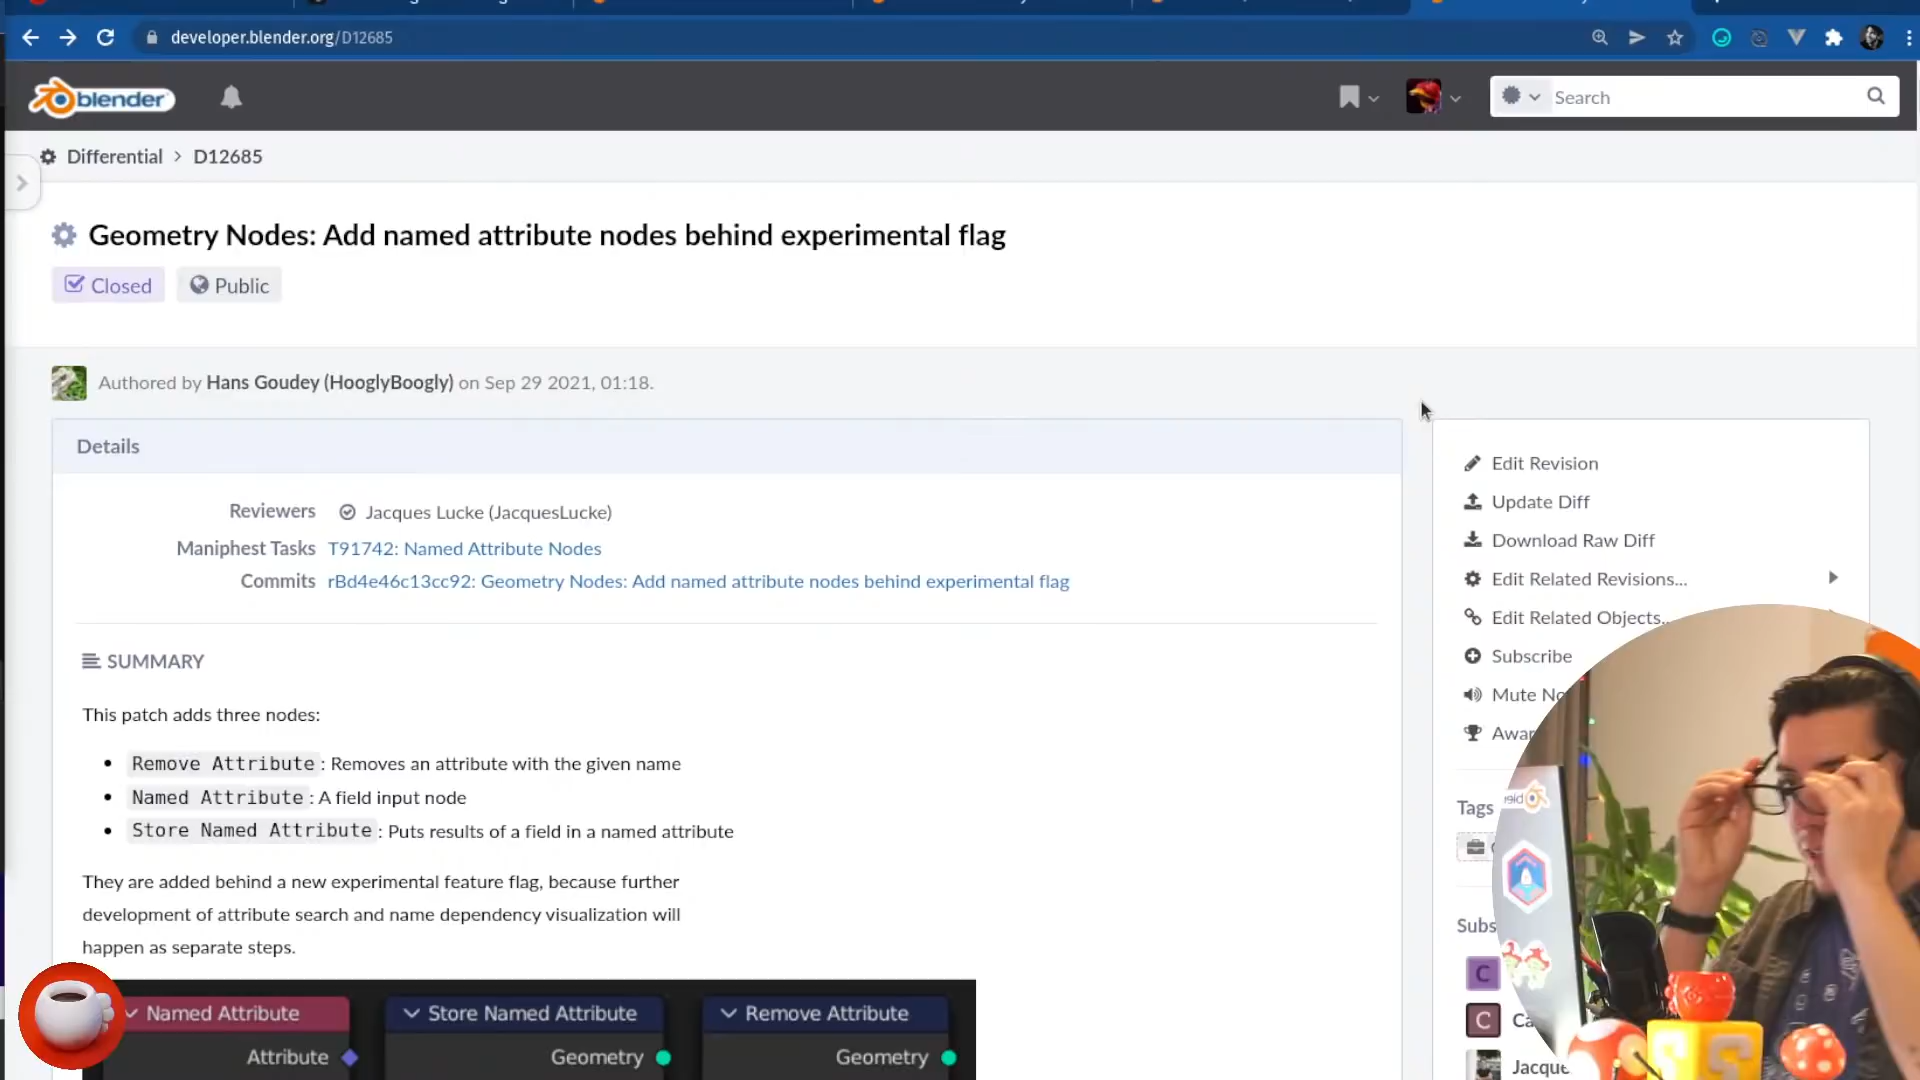 developer.blender.org/D12685
blender
Search
Differential > D12685
Geometry Nodes: Add named attribute nodes behind experimental flag
Closed
Public
Authored by Hans Goudey (HooglyBoogly) on Sep 29 2021, 01:18.
Details
Reviewers Jacques Lucke (JacquesLucke)
Maniphest Tasks T91742: Named Attribute Nodes
Commits rBd4e46c13cc92: Geometry Nodes: Add named attribute nodes behind experimental flag
SUMMARY
This patch adds three nodes:
• Remove Attribute : Removes an attribute with the given name
• Named Attribute : A field input node
• Store Named Attribute : Puts results of a field in a named attribute
They are added behind a new experimental feature flag, because further
development of attribute search and name dependency visualization will
happen as separate steps.
Named Attribute
Attribute
Store Named Attribute
Geometry
Remove Attribute
Geometry
Edit Revision
Update Diff
Download Raw Diff
Edit Related Revisions...
Edit Related Objects...
Subscribe
Mute No
Awar
Tags
Subs
C
C Ca
Jacque